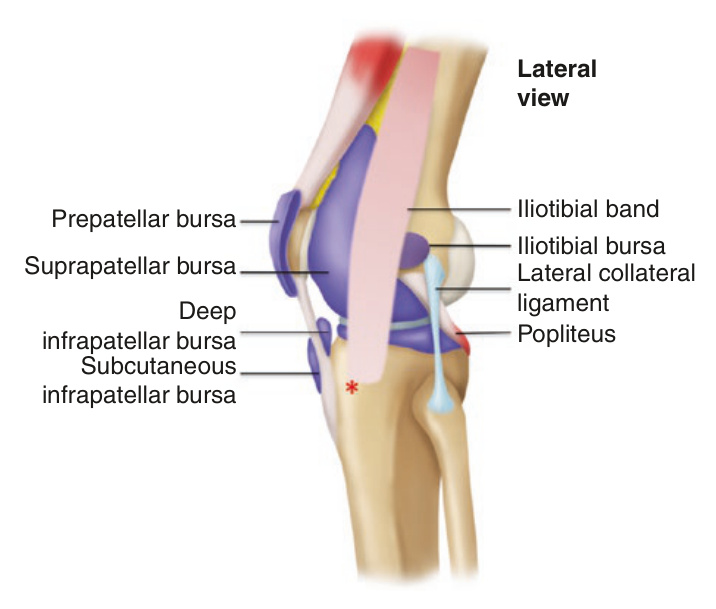 Lateral
view
Prepatellar bursa
Suprapatellar bursa
Deep
infrapatellar bursa
Subcutaneous
infrapatellar bursa
Iliotibial band
Iliotibial bursa
Lateral collateral
ligament
Popliteus
*